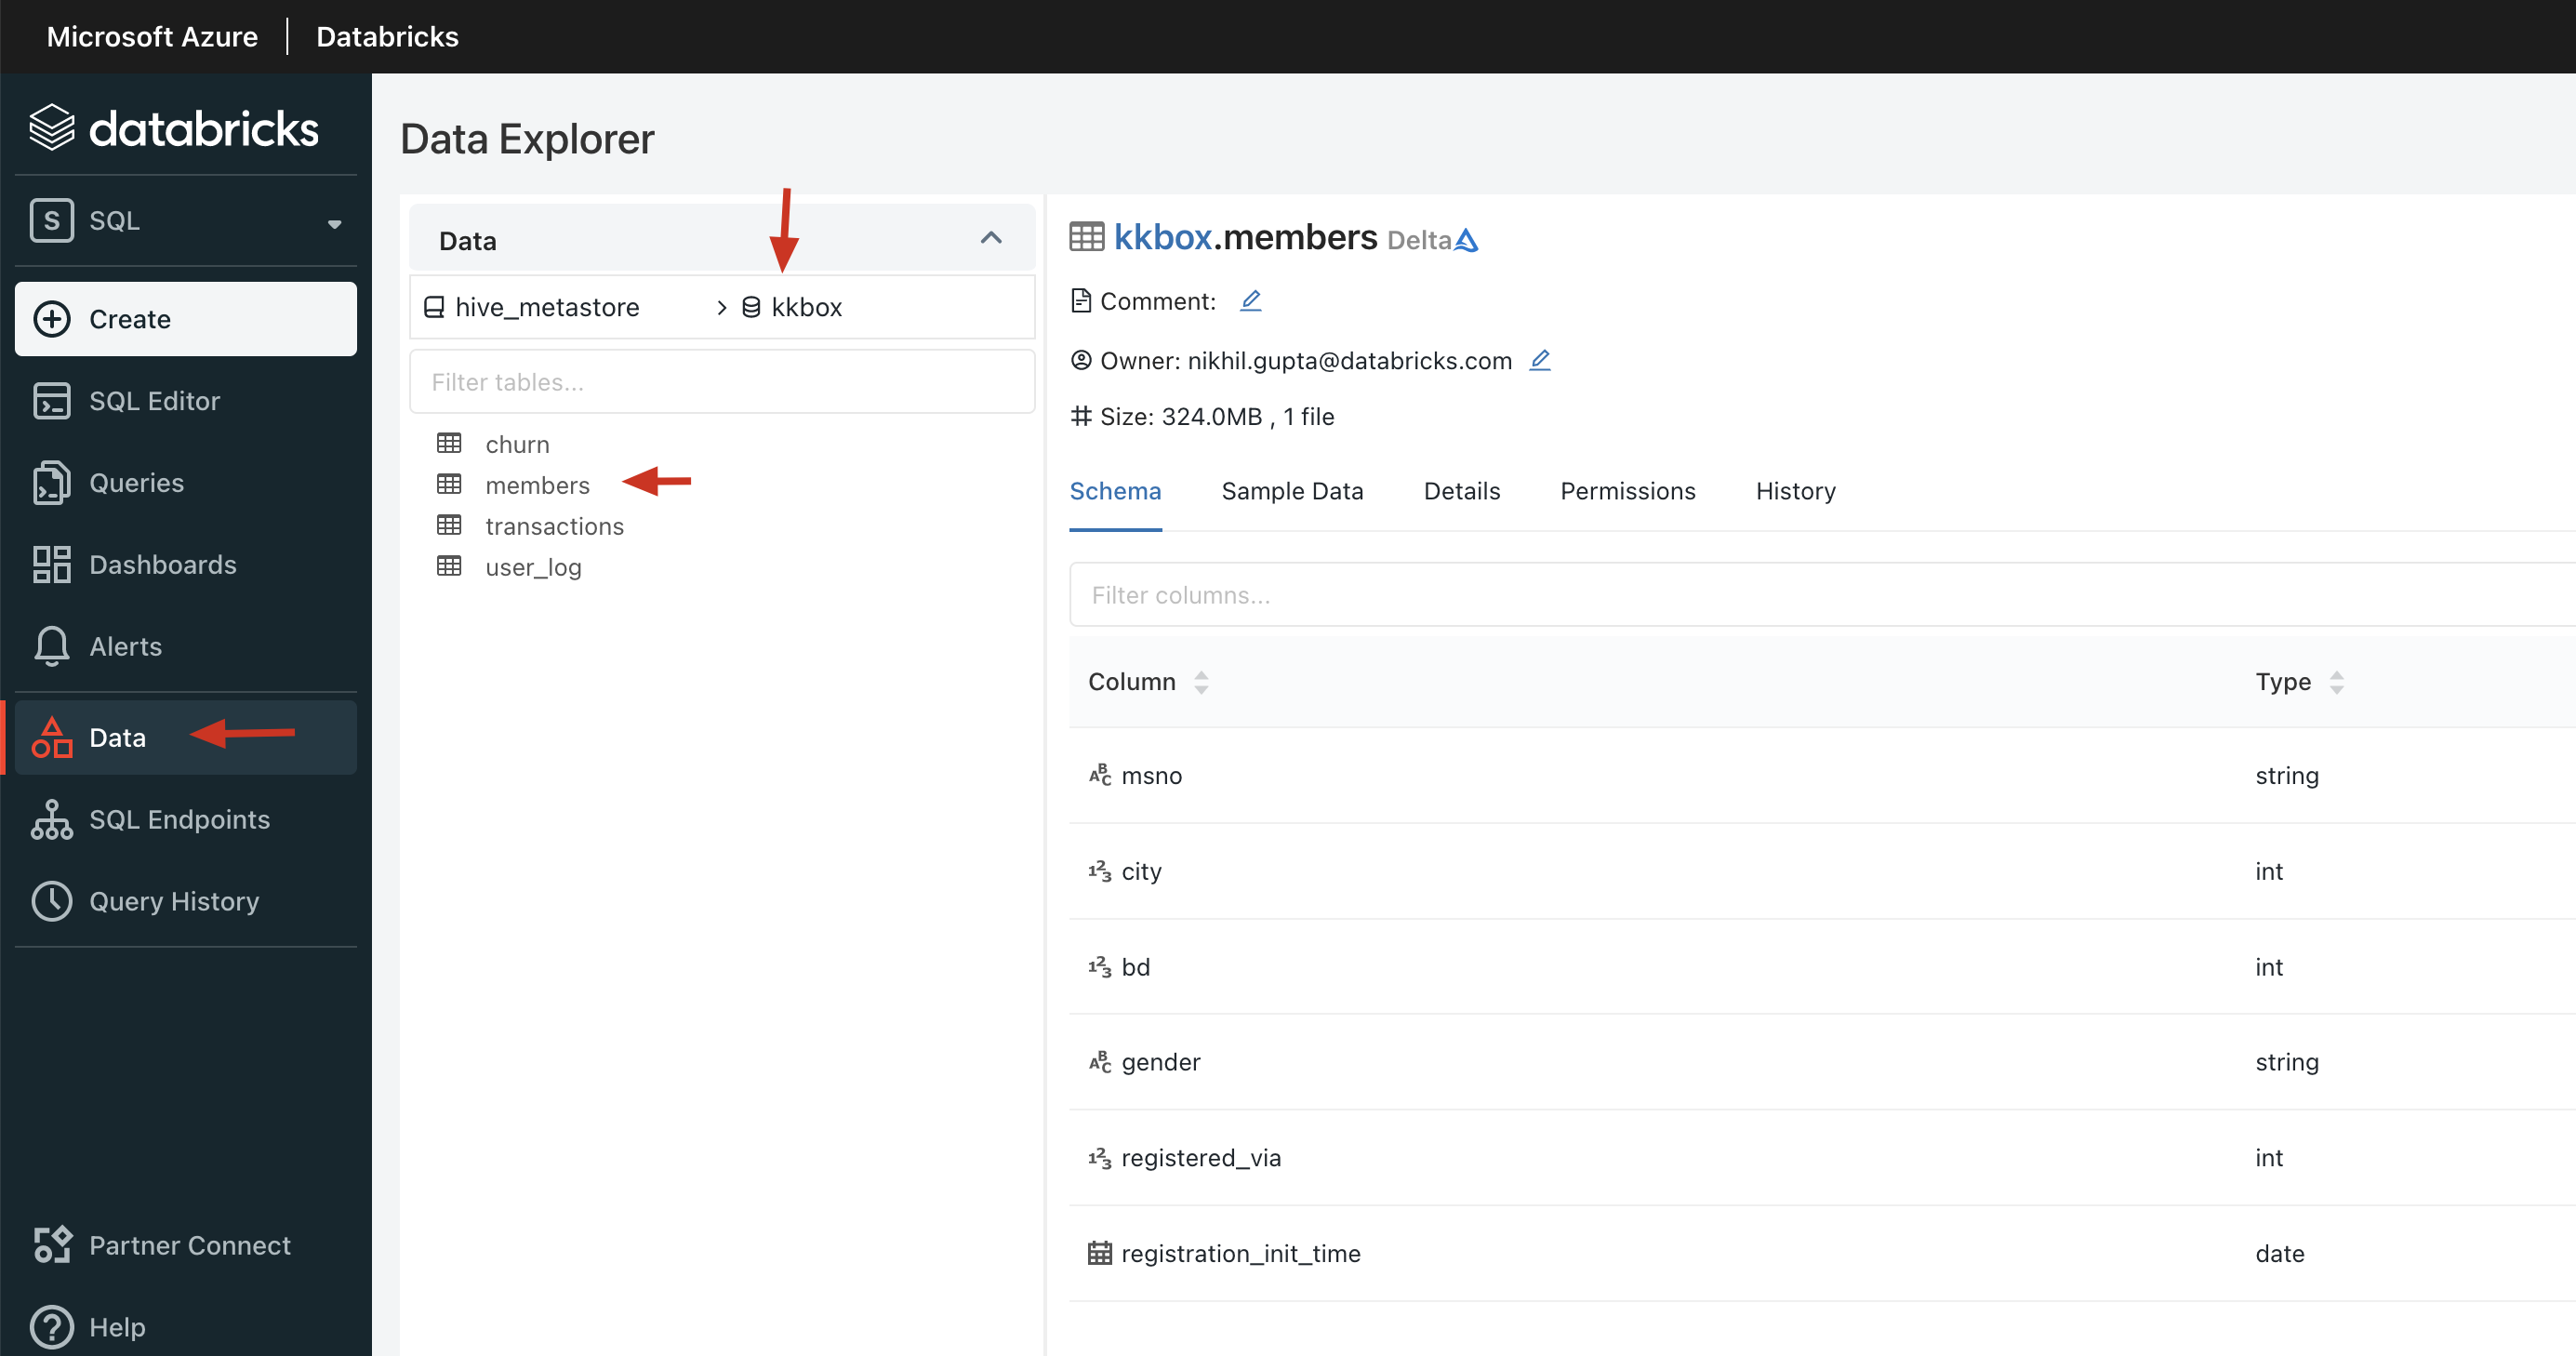 Microsoft Azure | Databricks
databricks
S SQL
Create
SQL Editor
Queries
Dashboards
Alerts
Data
SQL Endpoints
Query History
Partner Connect
Help
Data Explorer
Data
hive_metastore > kkbox
Filter tables...
churn
members
transactions
user_log
kkbox.members Delta
Comment:
Owner: nikhil.gupta@databricks.com
Size: 324.0MB , 1 file
Schema Sample Data Details Permissions History
Filter columns...
Column Type
msno string
city int
bd int
gender string
registered_via int
registration_init_time date